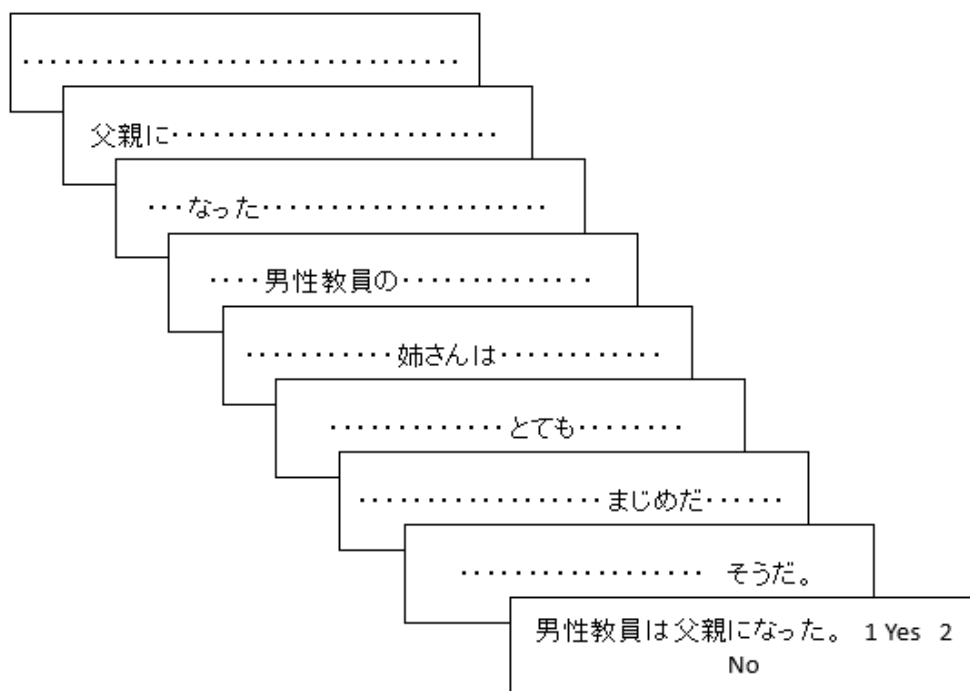 ................................
父親に........................
...なった.....................
....男性教員の..............
...........姉さんは............
.............とても........
..................まじめだ......
.................. そうだ。
男性教員は父親になった。 1 Yes 2
No